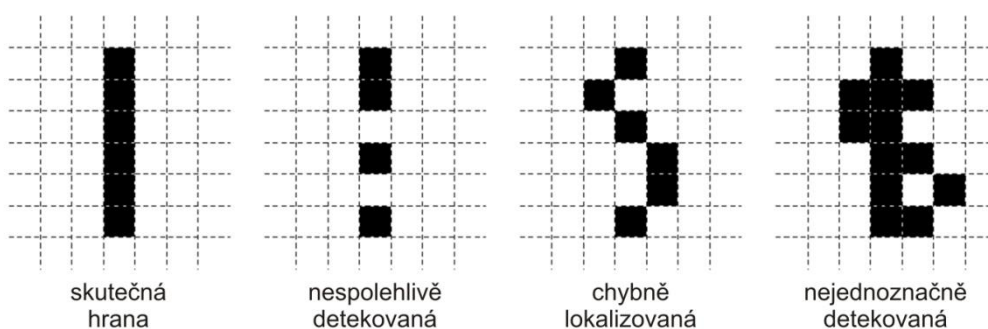 skutečná
hrana
nespolehlivě
detekovaná
chybně
lokalizovaná
nejednoznačně
detekovaná